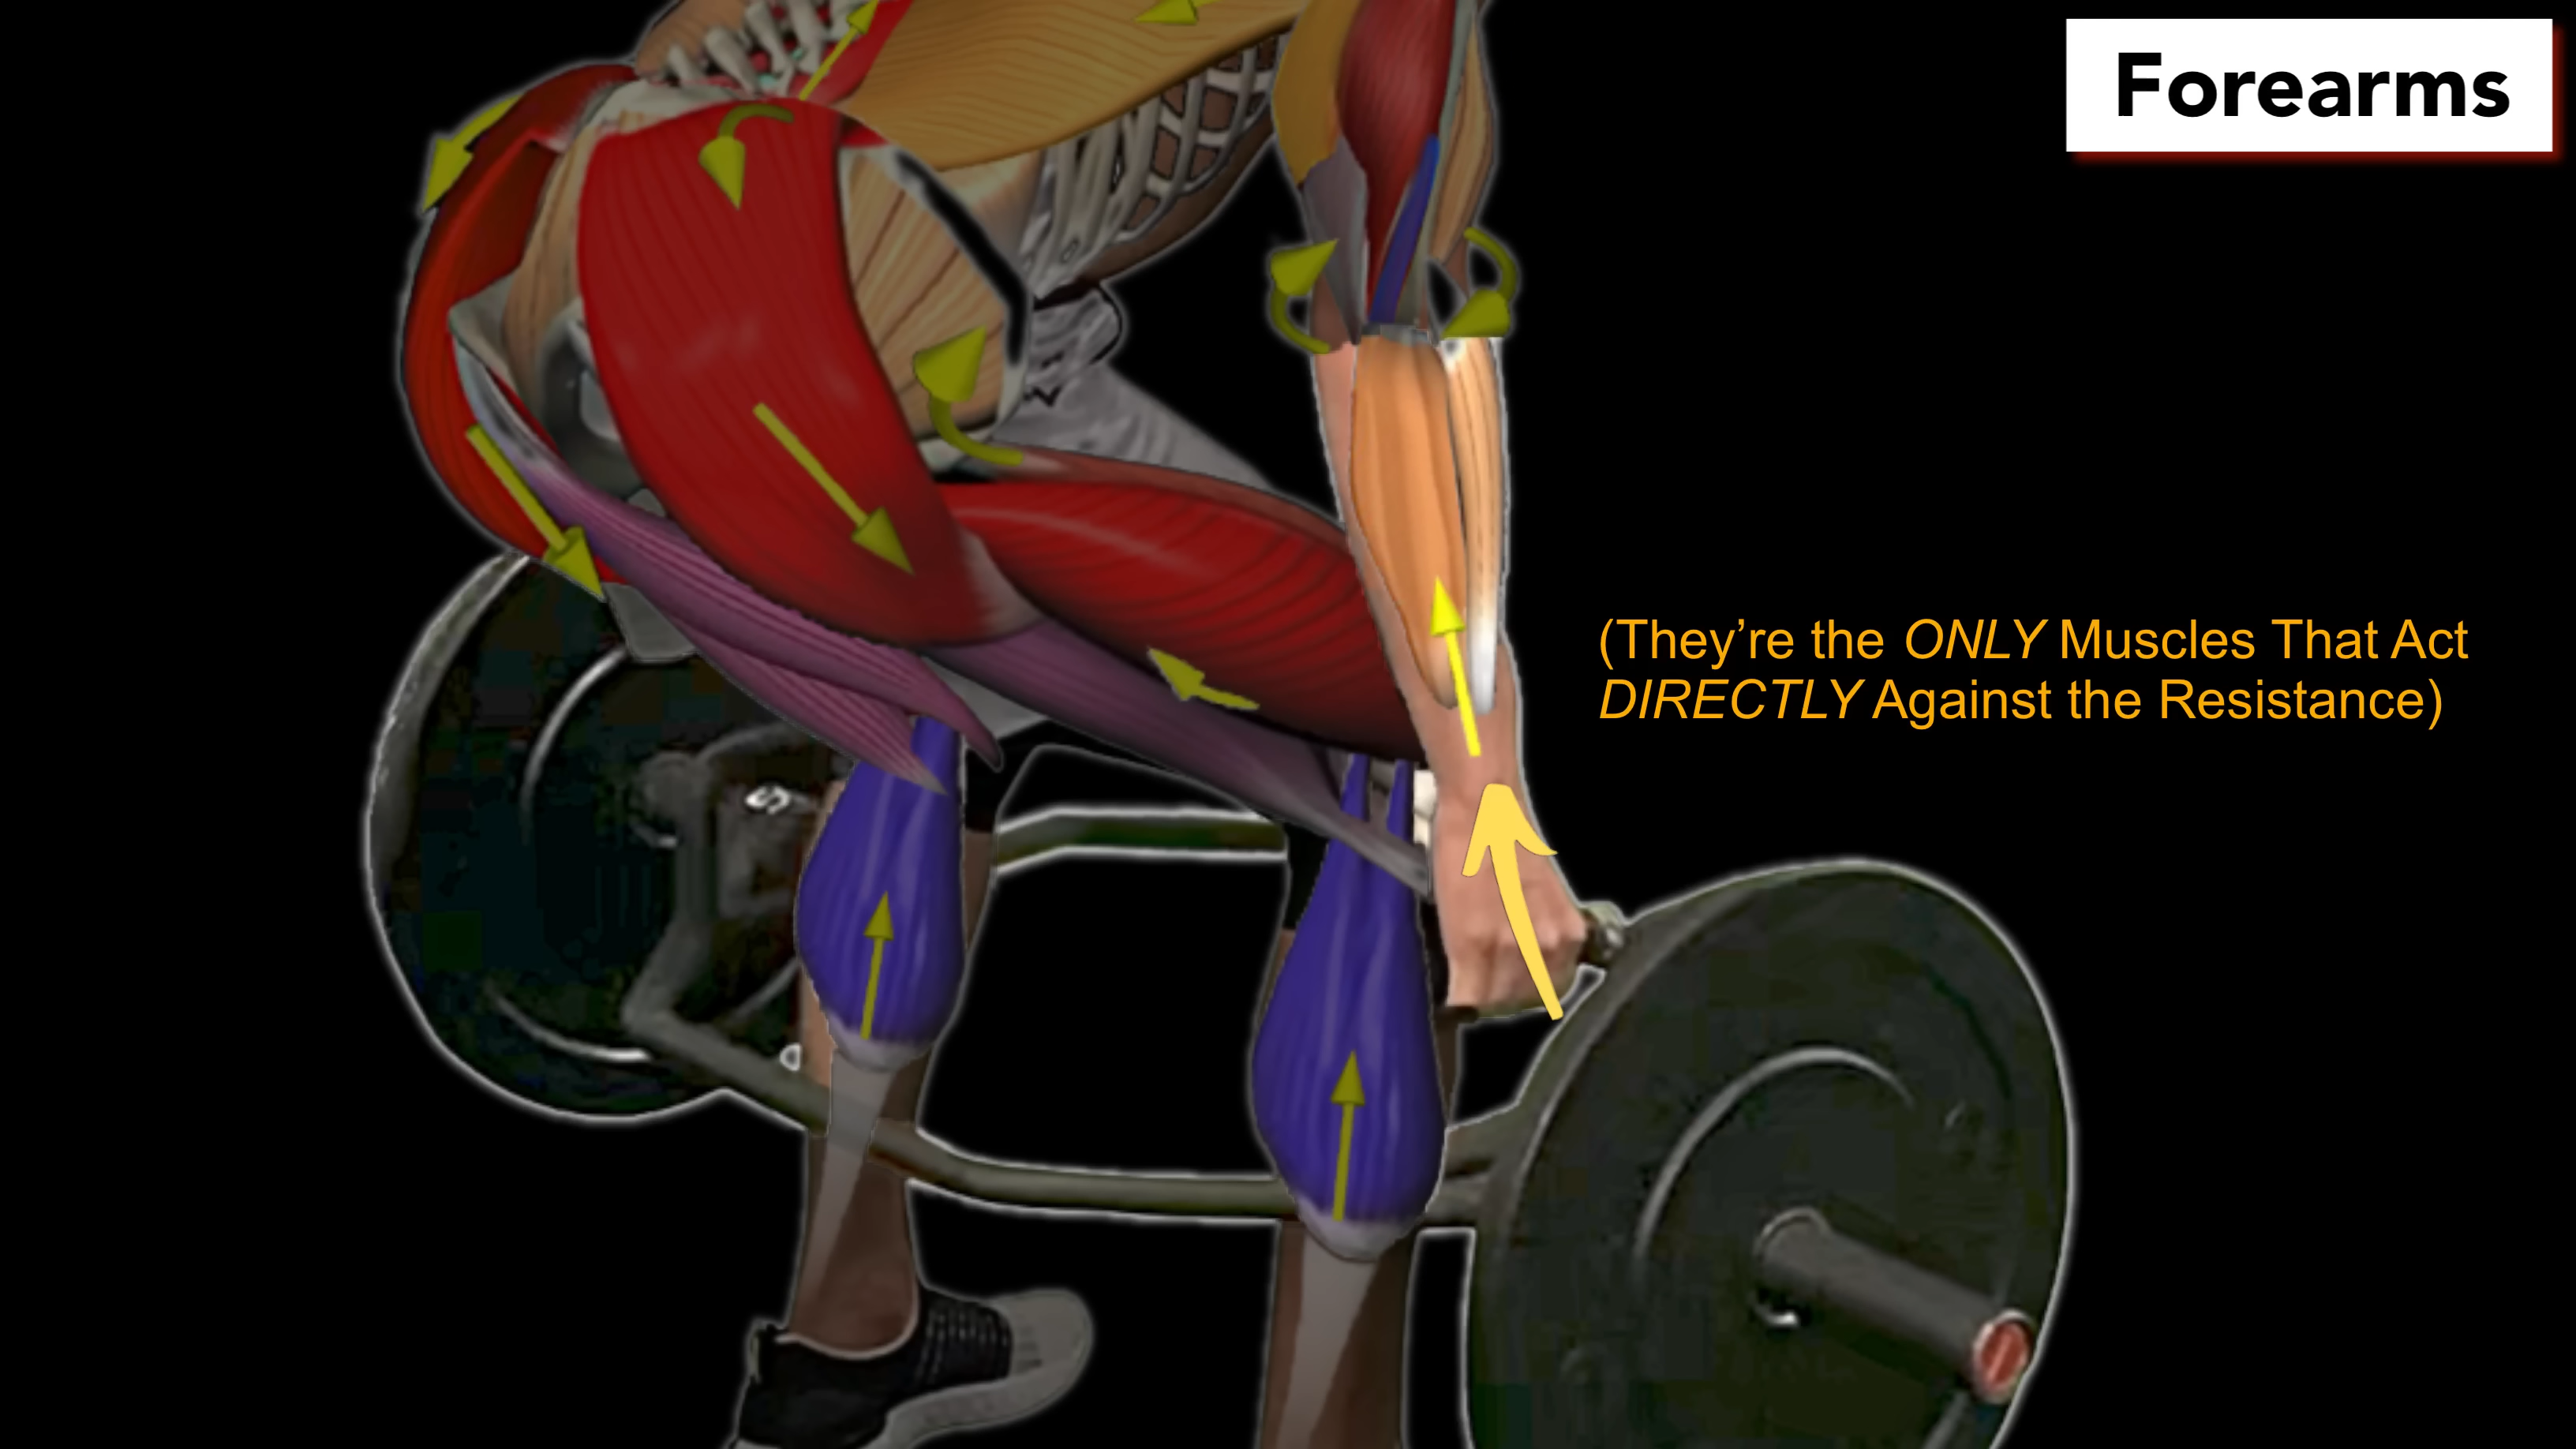 Forearms
(They’re the ONLY Muscles That Act
DIRECTLY Against the Resistance)